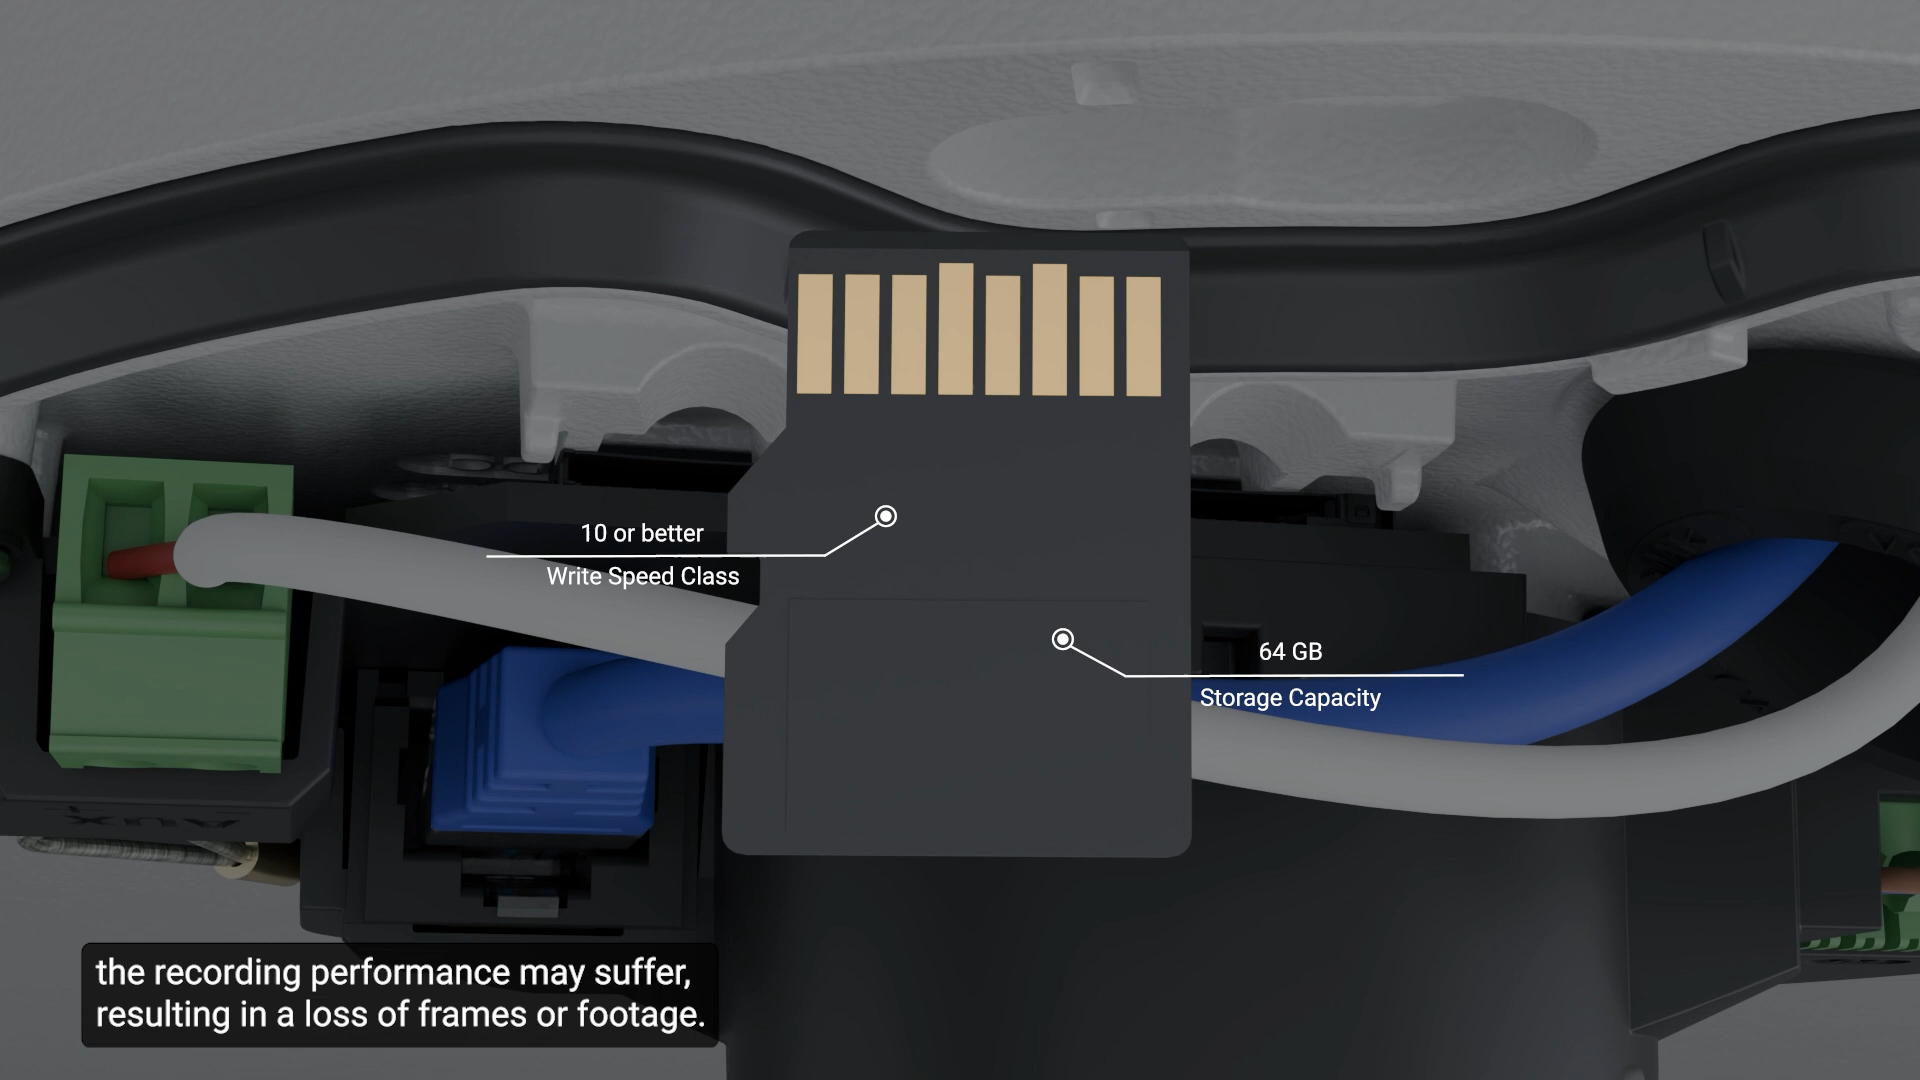 10 or better
Write Speed Class
64 GB
Storage Capacity
AUX
the recording performance may suffer,
resulting in a loss of frames or footage.